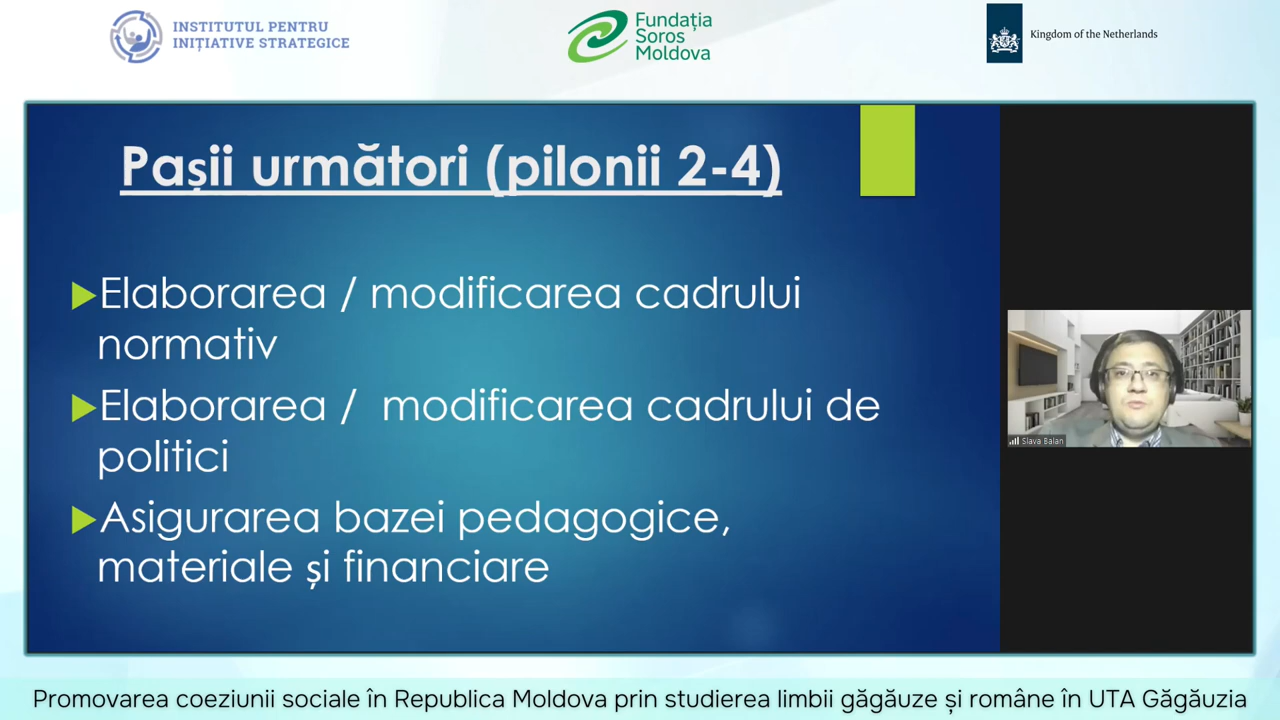 INSTITUTUL PENTRU
INIȚIATIVE STRATEGICE
Fundația
Soros
Moldova
Kingdom of the Netherlands
Pașii următori (pilonii 2-4)
Elaborarea / modificarea cadrului
normativ
Elaborarea / modificarea cadrului de
politici
Asigurarea bazei pedagogice,
materiale și financiare
Slava Balan
Promovarea coeziunii sociale în Republica Moldova prin studierea limbii găgăuze și române în UTA Găgăuzia